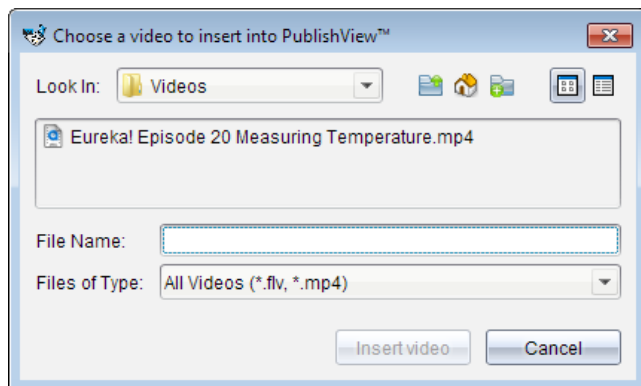 Choose a video to insert into PublishView™
Look In: Videos
Eureka! Episode 20 Measuring Temperature.mp4
File Name:
Files of Type: All Videos (*.flv, *.mp4)
Insert video Cancel